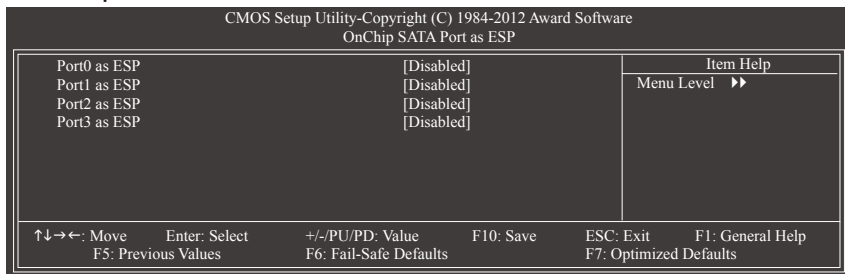 CMOS Setup Utility-Copyright (C) 1984-2012 Award Software
OnChip SATA Port as ESP
Port0 as ESP [Disabled]
Port1 as ESP [Disabled]
Port2 as ESP [Disabled]
Port3 as ESP [Disabled]
Item Help
Menu Level ▶▶
↑↓→←: Move Enter: Select +/-/PU/PD: Value F10: Save ESC: Exit F1: General Help
F5: Previous Values F6: Fail-Safe Defaults F7: Optimized Defaults